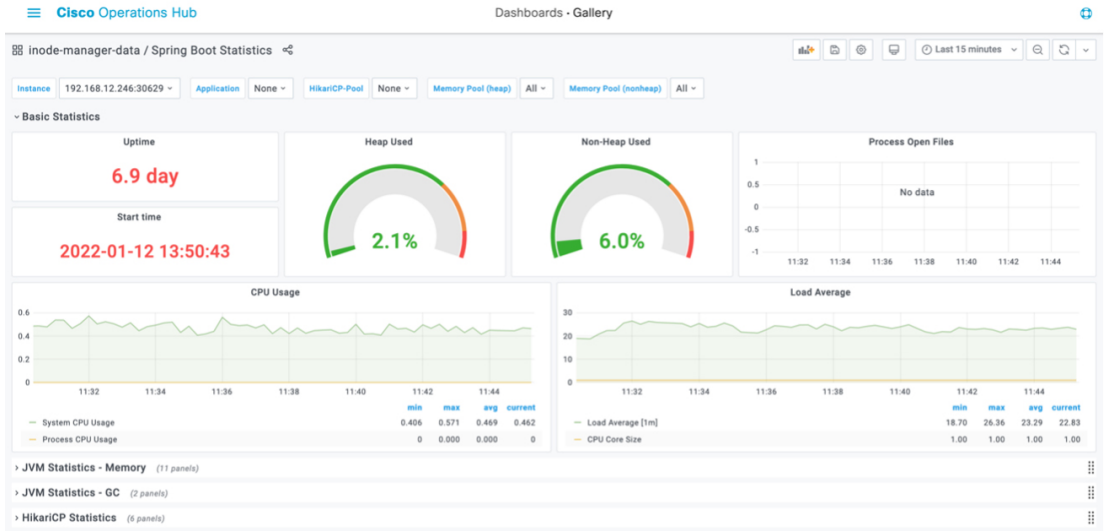 Cisco Operations Hub
Dashboards · Gallery
inode-manager-data / Spring Boot Statistics
Last 15 minutes
Instance 192.168.12.246:30629 Application None HikariCP-Pool None Memory Pool (heap) All Memory Pool (nonheap) All
Basic Statistics
Uptime
6.9 day
Start time
2022-01-12 13:50:43
Heap Used
2.1%
Non-Heap Used
6.0%
Process Open Files
1
0.5
0
-0.5
-1
No data
11:32 11:34 11:36 11:38 11:40 11:42 11:44
CPU Usage
0.6
0.4
0.2
0
11:32 11:34 11:36 11:38 11:40 11:42 11:44
min max avg current
System CPU Usage 0.406 0.571 0.469 0.462
Process CPU Usage 0 0.000 0.000 0
Load Average
30
20
10
0
11:32 11:34 11:36 11:38 11:40 11:42 11:44
min max avg current
Load Average [1m] 18.70 26.36 23.29 22.83
CPU Core Size 1.00 1.00 1.00 1.00
JVM Statistics - Memory (11 panels)
JVM Statistics - GC (2 panels)
HikariCP Statistics (6 panels)